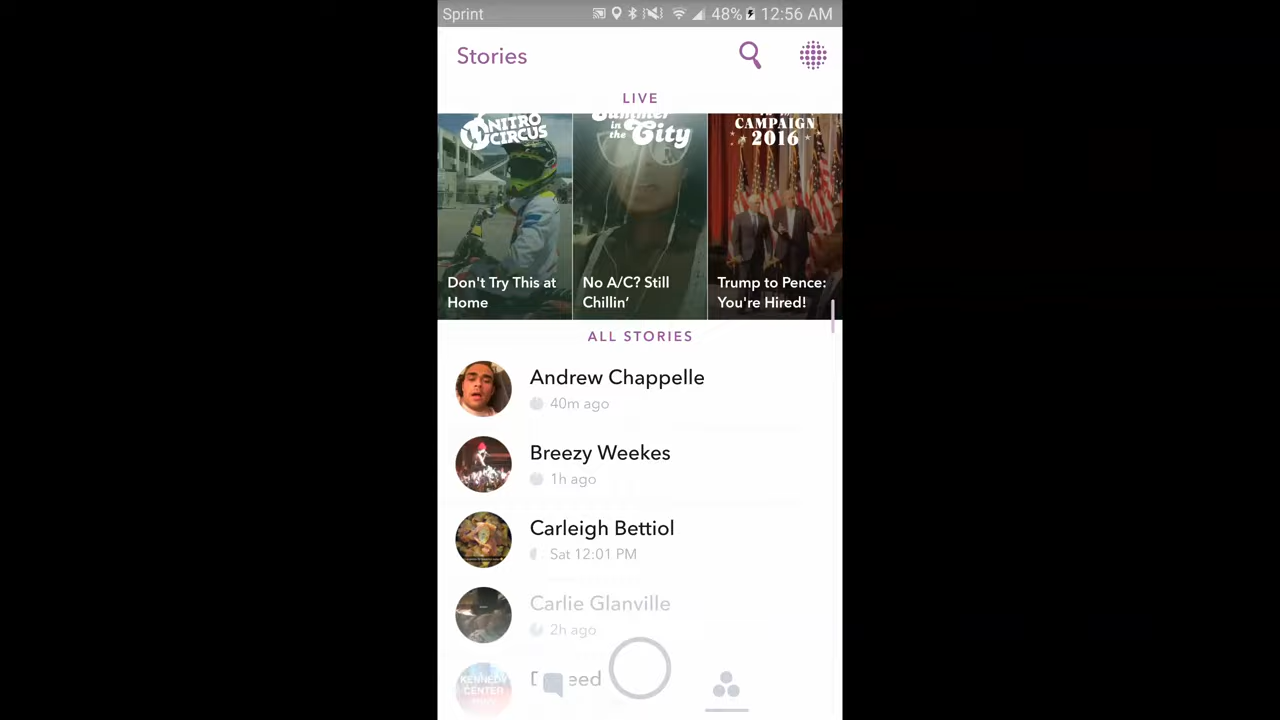 Sprint 48% 12:56 AM
Stories
LIVE
NITRO
CIRCUS
Don't Try This at
Home
Summer
in the City
No A/C? Still
Chillin'
CAMPAIGN
2016
Trump to Pence:
You're Hired!
ALL STORIES
Andrew Chappelle
40m ago
Breezy Weekes
1h ago
Carleigh Bettiol
Sat 12:01 PM
Carlie Glanville
2h ago
KENNEDY
CENTER